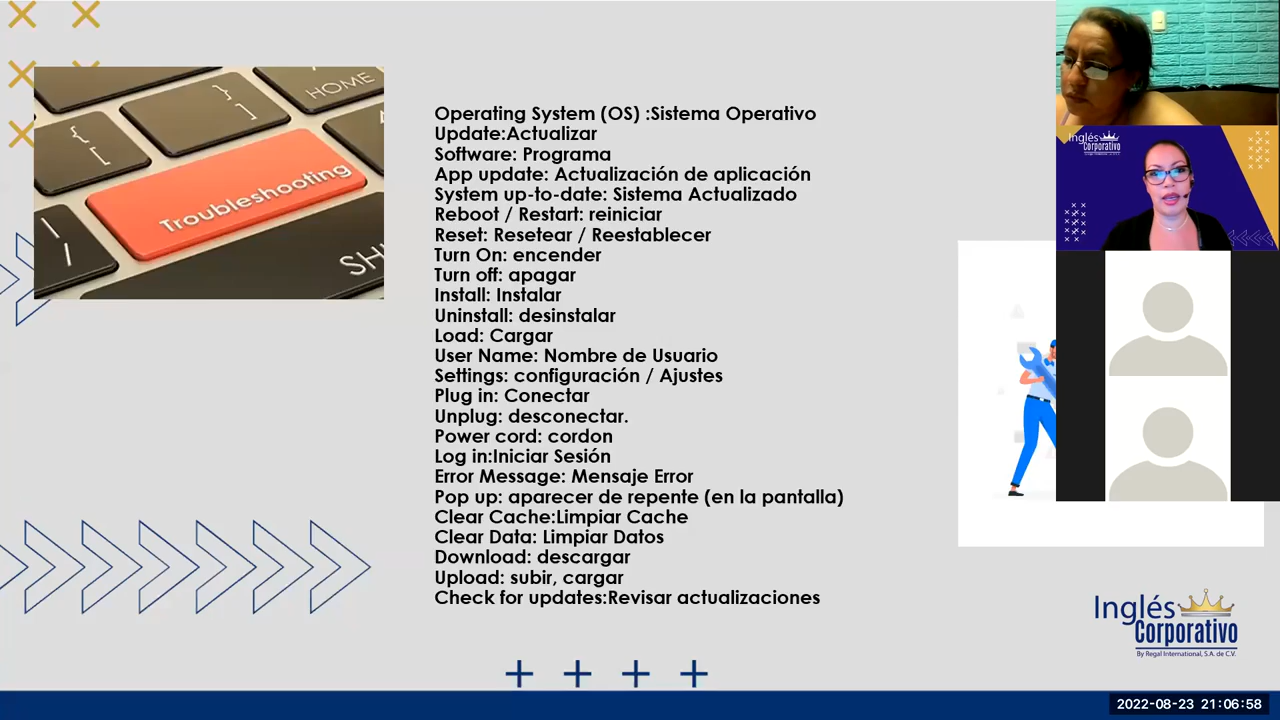 HOME
}
]
{
[
Troubleshooting
SH
Operating System (OS) :Sistema Operativo
Update:Actualizar
Software: Programa
App update: Actualización de aplicación
System up-to-date: Sistema Actualizado
Reboot / Restart: reiniciar
Reset: Resetear / Reestablecer
Turn On: encender
Turn off: apagar
Install: Instalar
Uninstall: desinstalar
Load: Cargar
User Name: Nombre de Usuario
Settings: configuración / Ajustes
Plug in: Conectar
Unplug: desconectar.
Power cord: cordon
Log in:Iniciar Sesión
Error Message: Mensaje Error
Pop up: aparecer de repente (en la pantalla)
Clear Cache:Limpiar Cache
Clear Data: Limpiar Datos
Download: descargar
Upload: subir, cargar
Check for updates:Revisar actualizaciones
Inglés
Corporativo
Inglés
Corporativo
By Regal International, S.A. de C.V.
2022-08-23 21:06:58